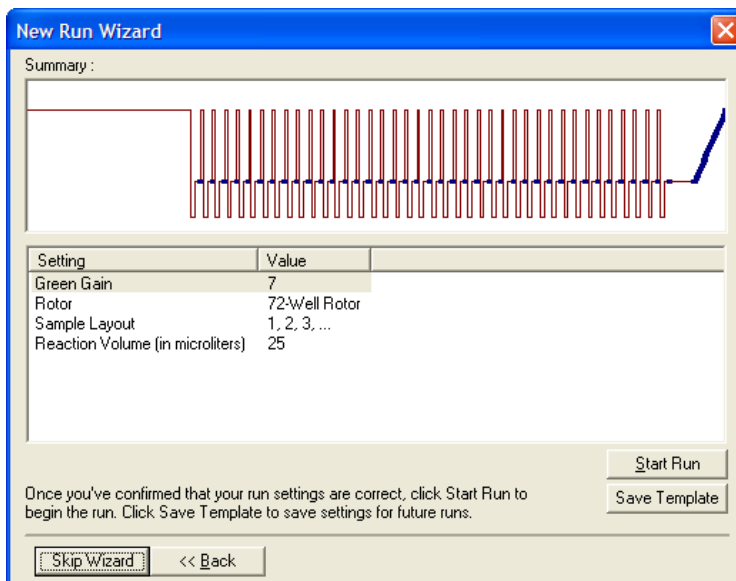 New Run Wizard
Summary :
Setting Value
Green Gain 7
Rotor 72-Well Rotor
Sample Layout 1, 2, 3, ...
Reaction Volume (in microliters) 25
Start Run
Once you've confirmed that your run settings are correct, click Start Run to
begin the run. Click Save Template to save settings for future runs.
Save Template
Skip Wizard << Back